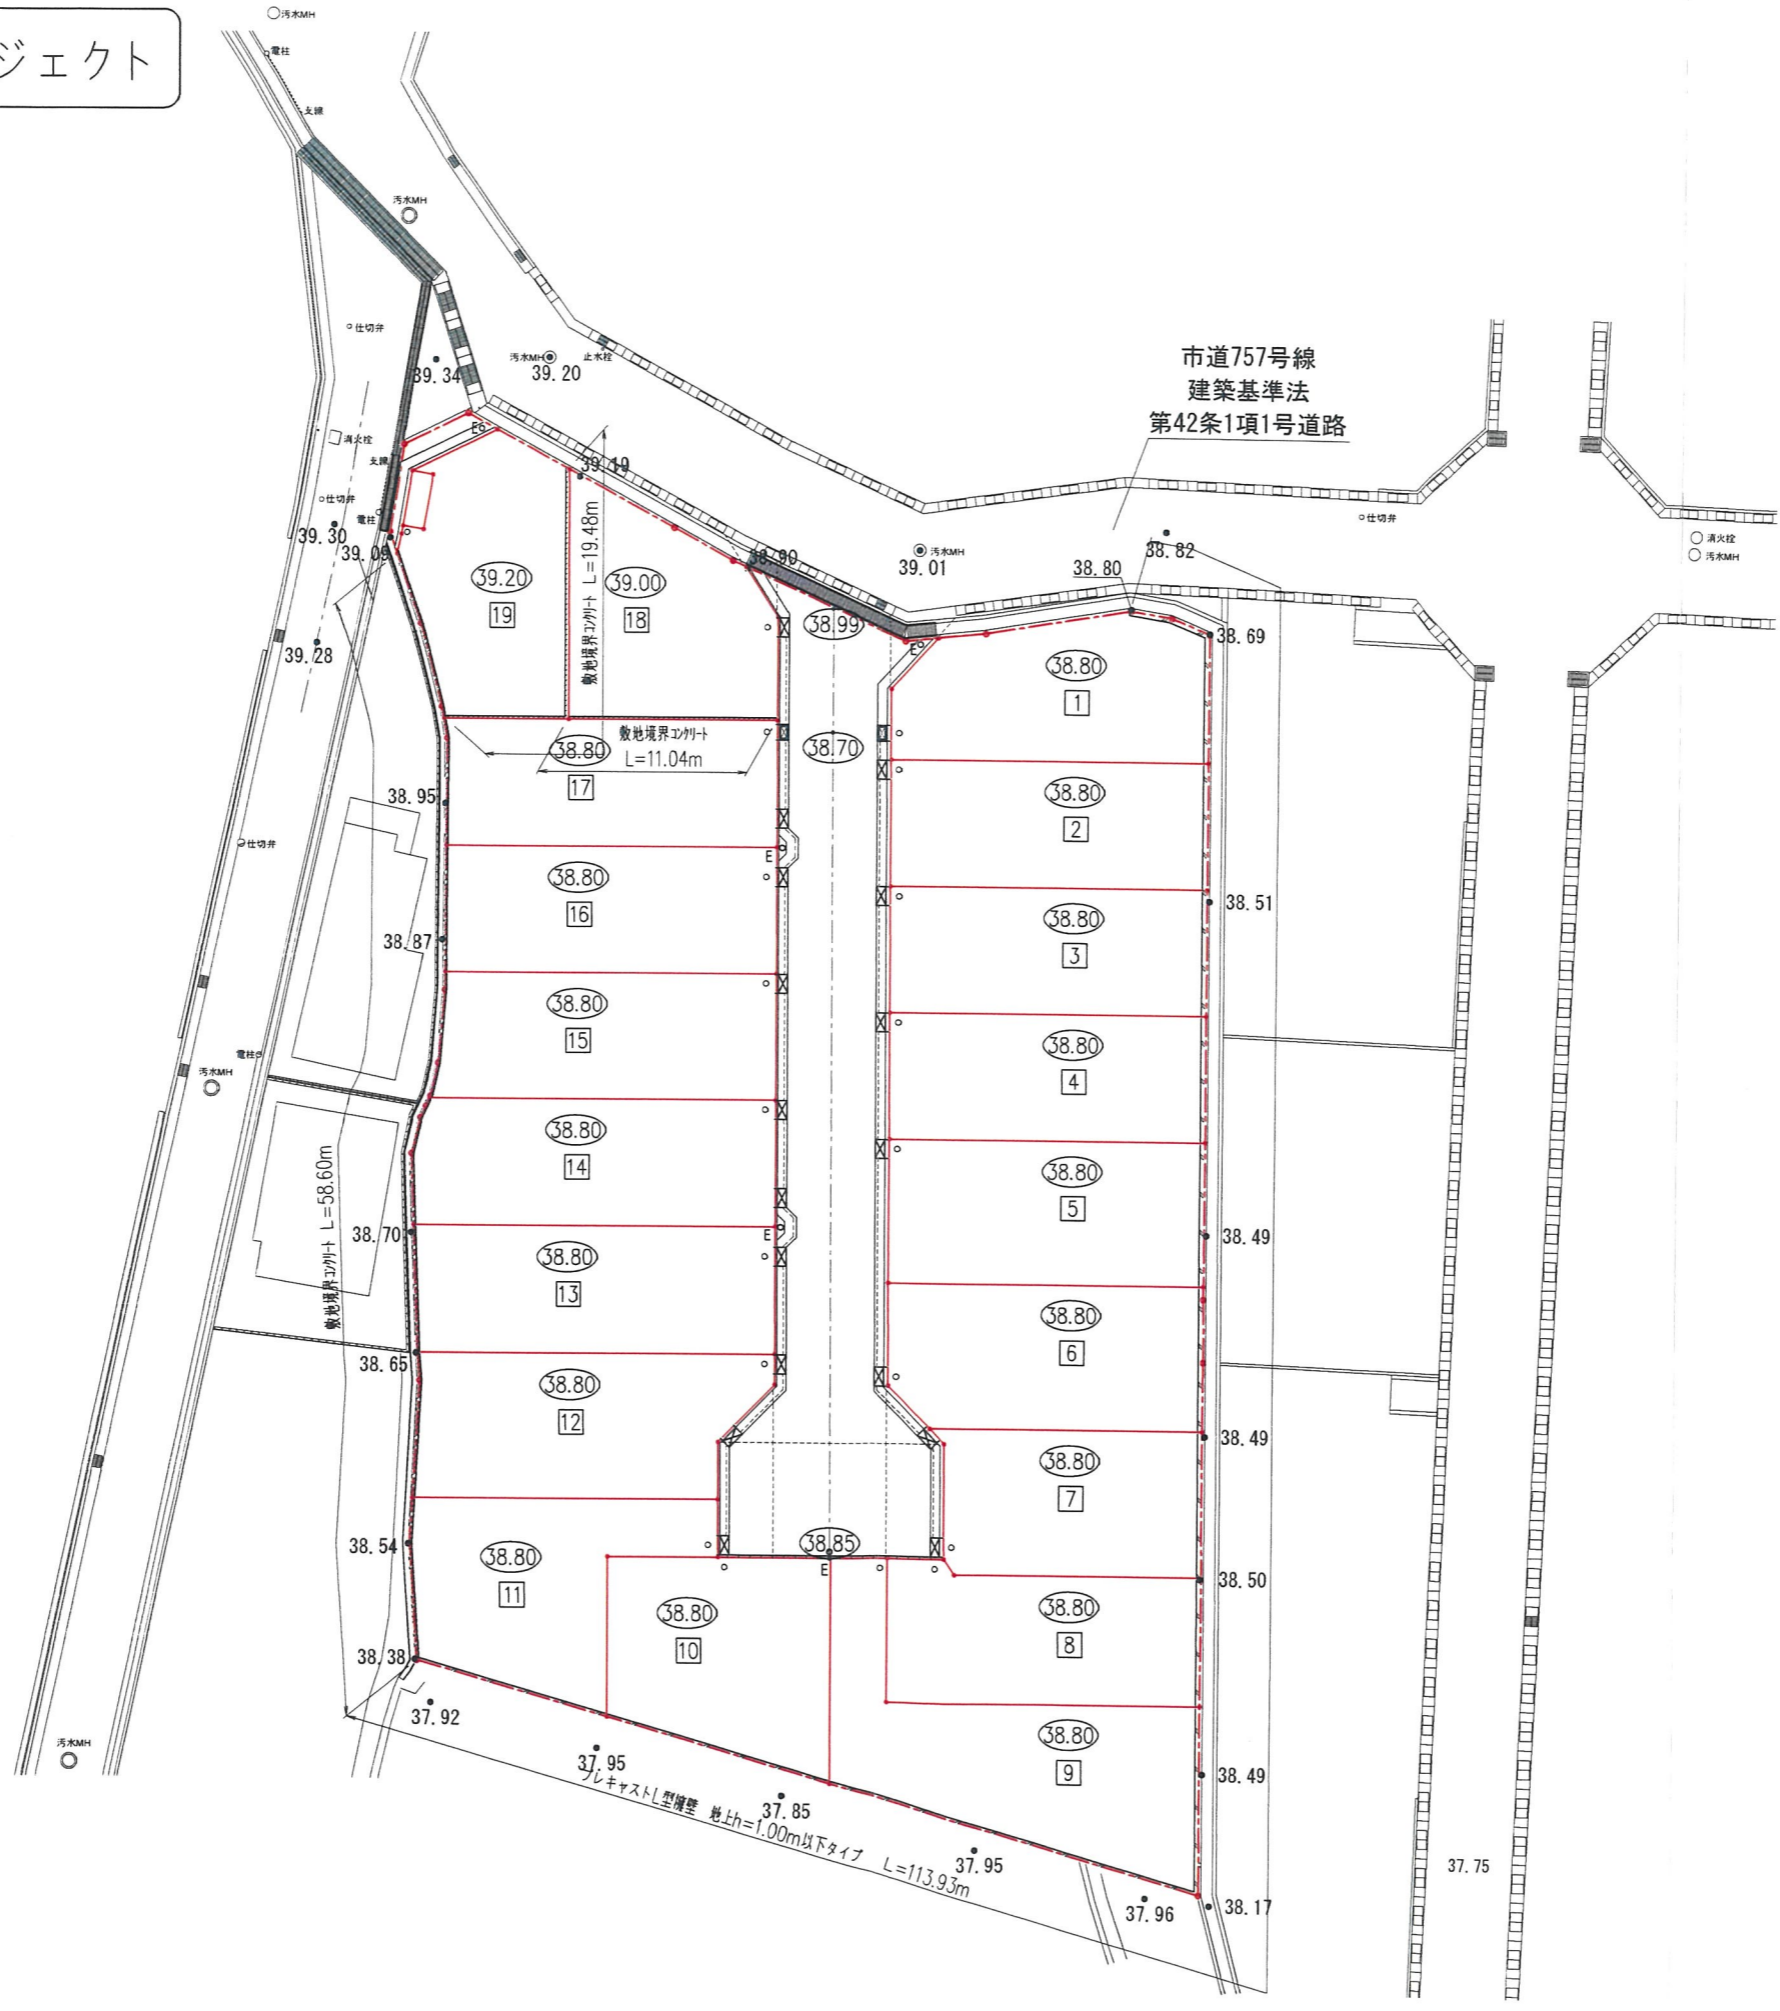 汚水MH
ジェクト
電柱
支線
汚水MH
仕切弁
39.34
汚水MH
39.20
止水栓
市道757号線
建築基準法
第42条1項1号道路
消火栓
支線
仕切弁
電柱
39.30
39.09
39.28
E
39.19
敷地境界コンクリート L=19.48m
38.90
39.01
汚水MH
38.80
38.82
仕切弁
消火栓
汚水MH
38.69
39.20
19
39.00
18
38.99
E
38.80
1
敷地境界コンクリート
L=11.04m
38.80
17
38.70
38.80
2
38.95
仕切弁
E
38.80
16
38.80
3
38.51
38.87
38.80
15
38.80
4
電柱
汚水MH
38.80
14
38.80
5
敷地境界コンクリート L=58.60m
38.70
E
38.49
38.80
13
38.80
6
38.65
38.80
12
38.49
38.80
7
38.54
38.80
11
38.85
E
38.50
38.80
10
38.80
8
38.38
37.92
38.80
9
38.49
汚水MH
37.95
プレキャストL型擁壁 地上h=1.00m以下タイプ L=113.93m
37.85
37.95
37.75
37.96
38.17